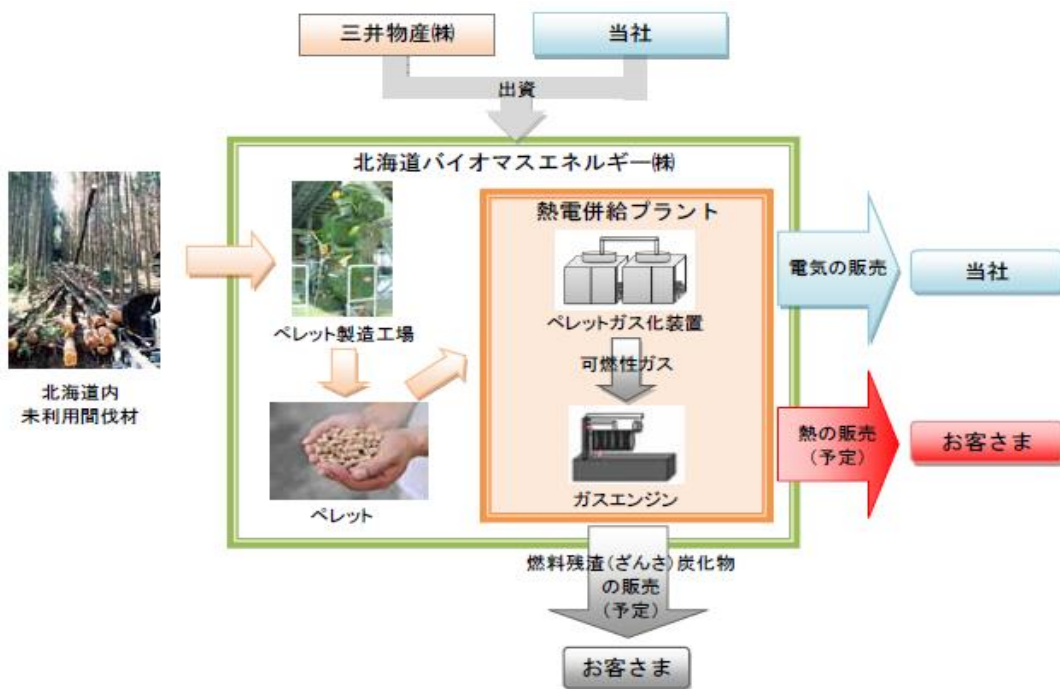 三井物産㈱
当社
出資
北海道バイオマスエネルギー㈱
熱電併給プラント
ペレットガス化装置
可燃性ガス
ガスエンジン
ペレット製造工場
ペレット
北海道内
未利用間伐材
電気の販売
当社
熱の販売
(予定)
お客さま
燃料残渣(ざんさ)炭化物
の販売
(予定)
お客さま